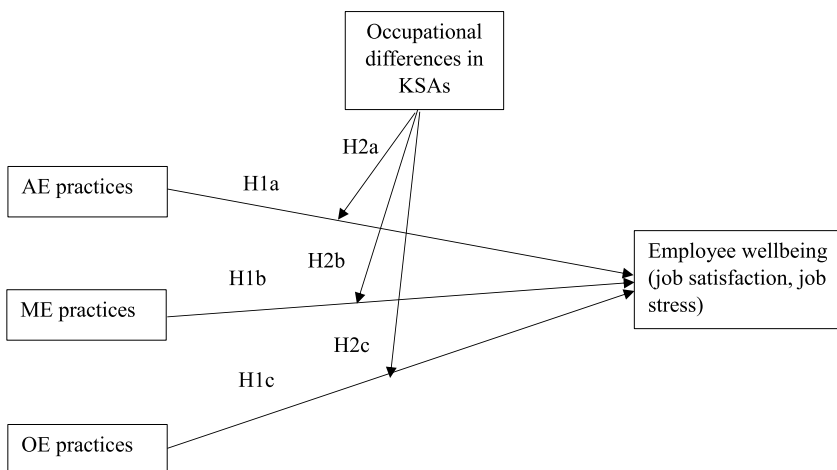 Occupational
differences in
KSAs
H2a
AE practices
H1a
Employee wellbeing
(job satisfaction, job
stress)
H2b
H1b
ME practices
H2c
H1c
OE practices